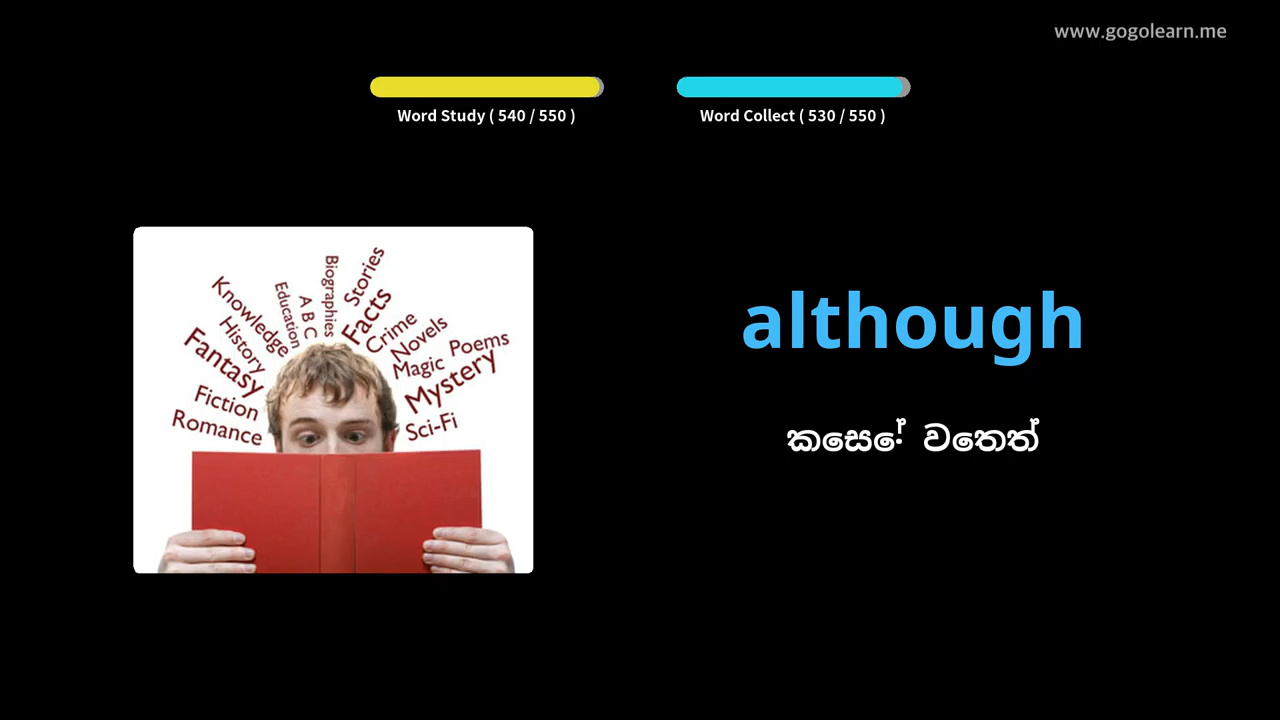 www.gogolearn.me
Word Study ( 540 / 550 )
Word Collect ( 530 / 550 )
Stories
Biographies
Facts
A B C
Education
Knowledge
Crime
Novels
History
Poems
Magic
Fantasy
Mystery
Fiction
Romance
Sci-Fi
although